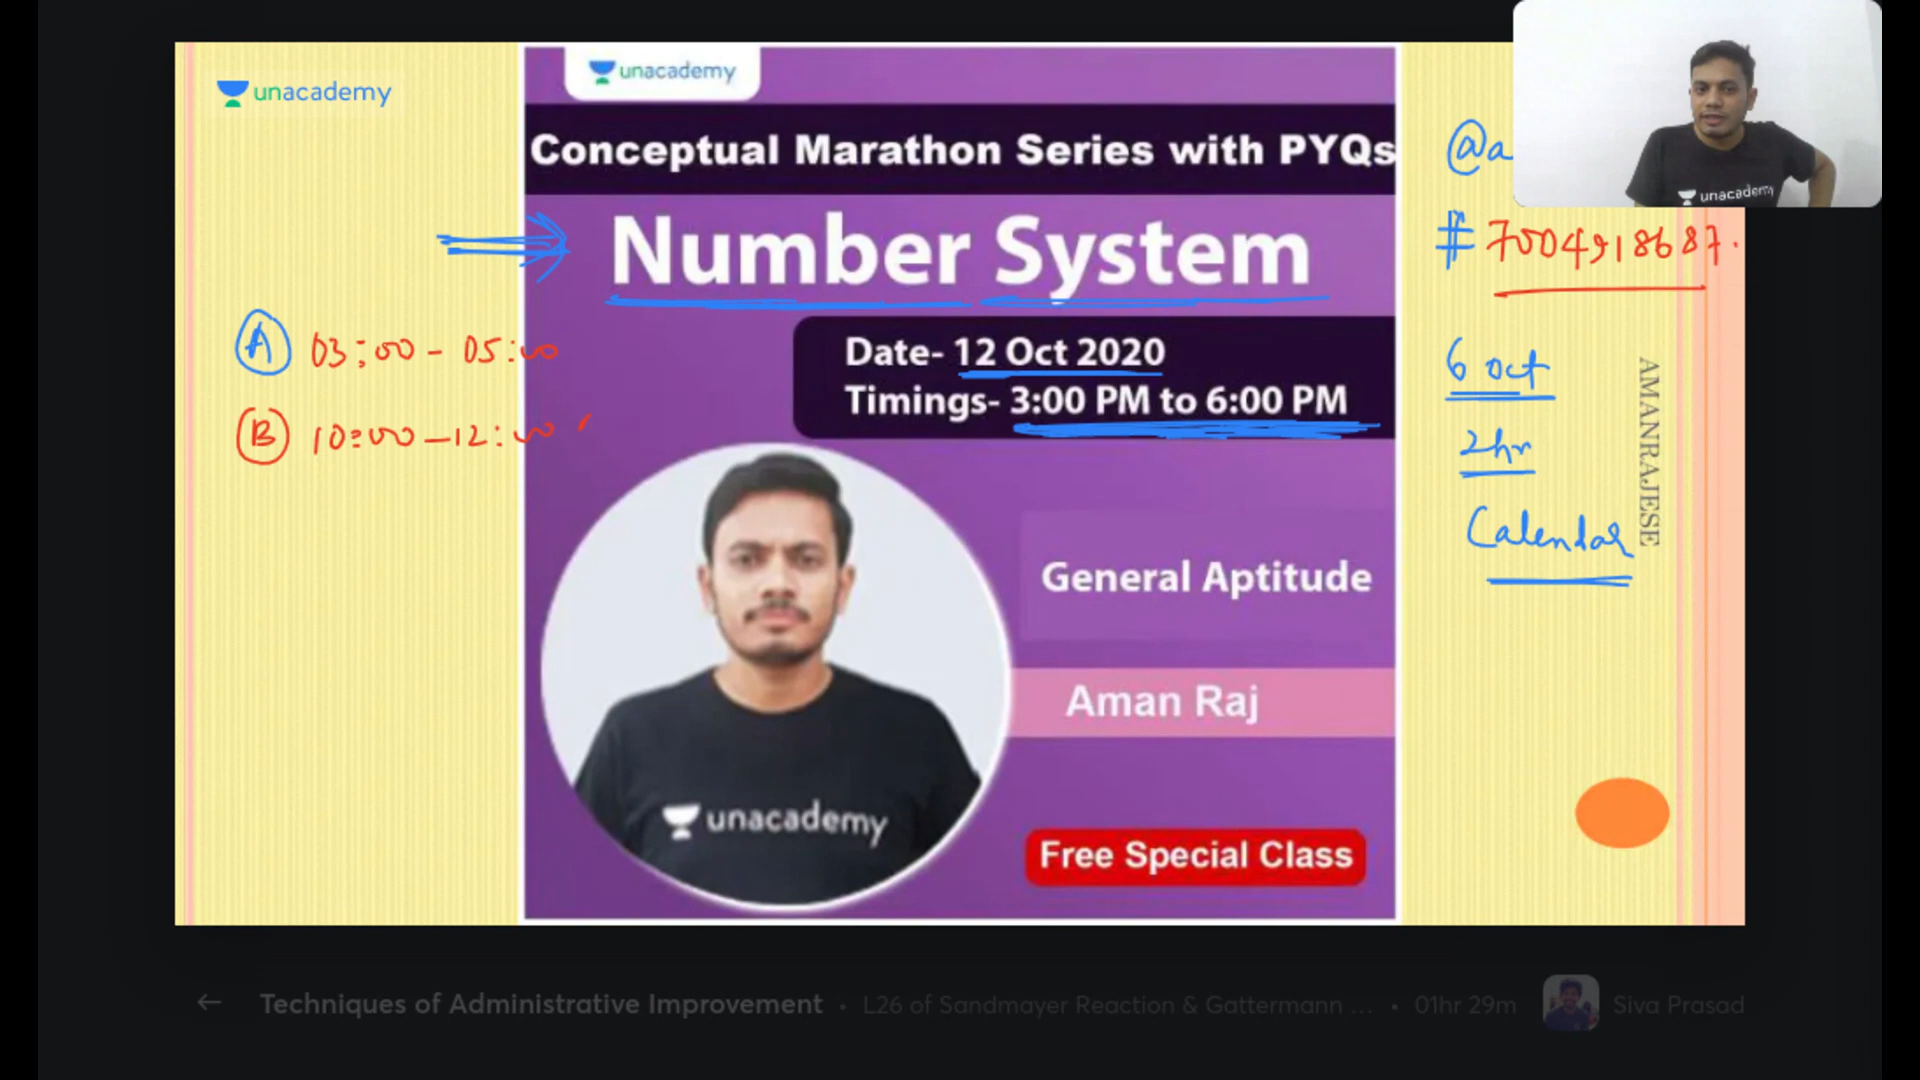 unacademy
unacademy
Conceptual Marathon Series with PYQs
Number System
Date- 12 Oct 2020
Timings- 3:00 PM to 6:00 PM
A 03:00 - 05:00
B 10:00 - 12:00
General Aptitude
Aman Raj
unacademy
Free Special Class
@a
# 7004918687.
6 Oct
2hr
Calendar
AMANRAJESE
unacademy
Techniques of Administrative Improvement • L26 of Sandmayer Reaction & Gattermann ... • 01hr 29m Siva Prasad